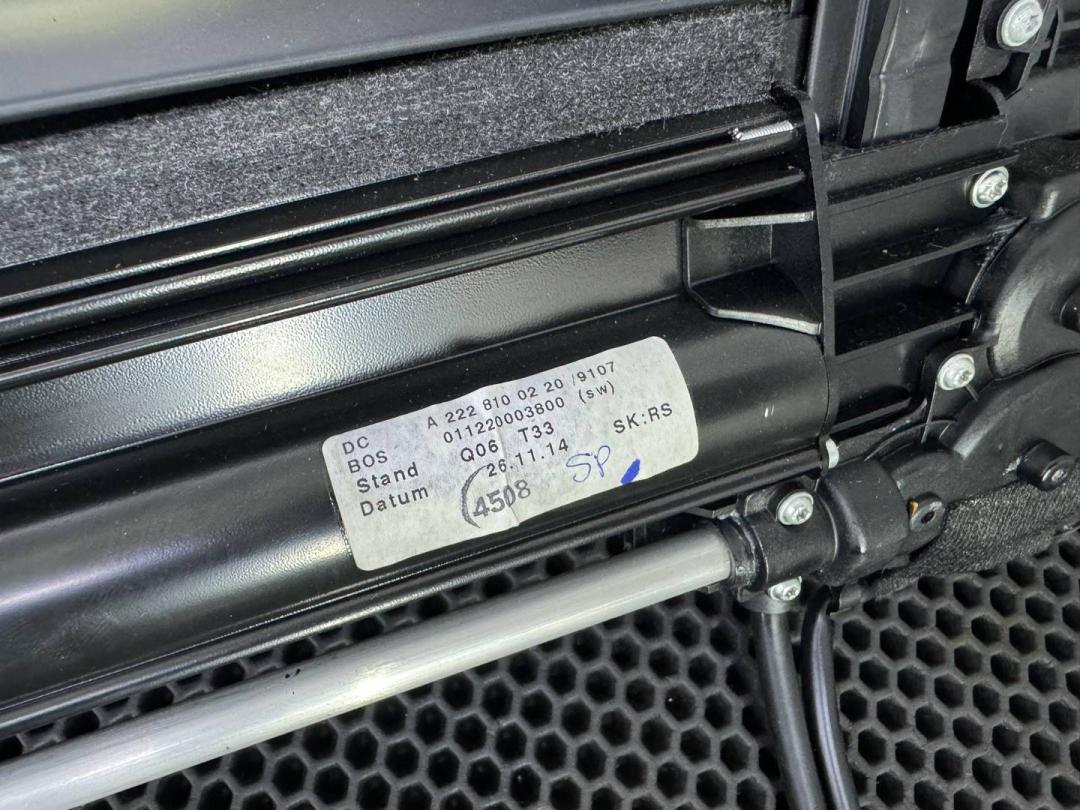 DC A 222 810 02 20 /9107
BOS 011220003800 (sw)
Stand Q06 T33 SK:RS
Datum 26.11.14
4508 SP